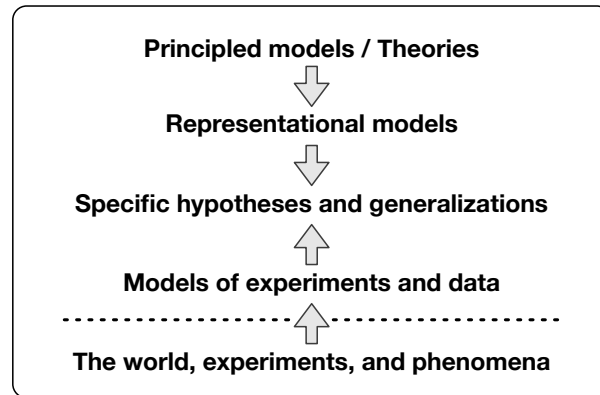 Principled models / Theories
Representational models
Specific hypotheses and generalizations
Models of experiments and data
The world, experiments, and phenomena